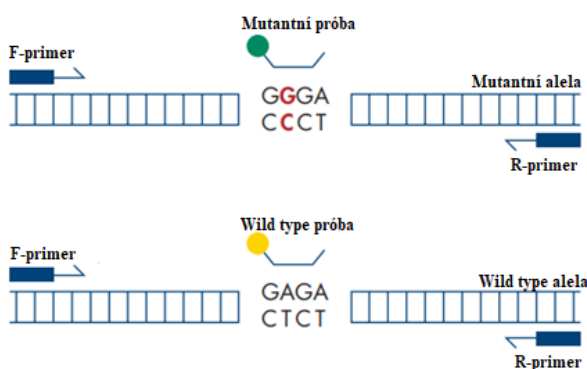 Mutantní próba
F-primer
GGGA
Mutantní alela
CCCT
R-primer
Wild type próba
F-primer
GAGA
Wild type alela
CTCT
R-primer